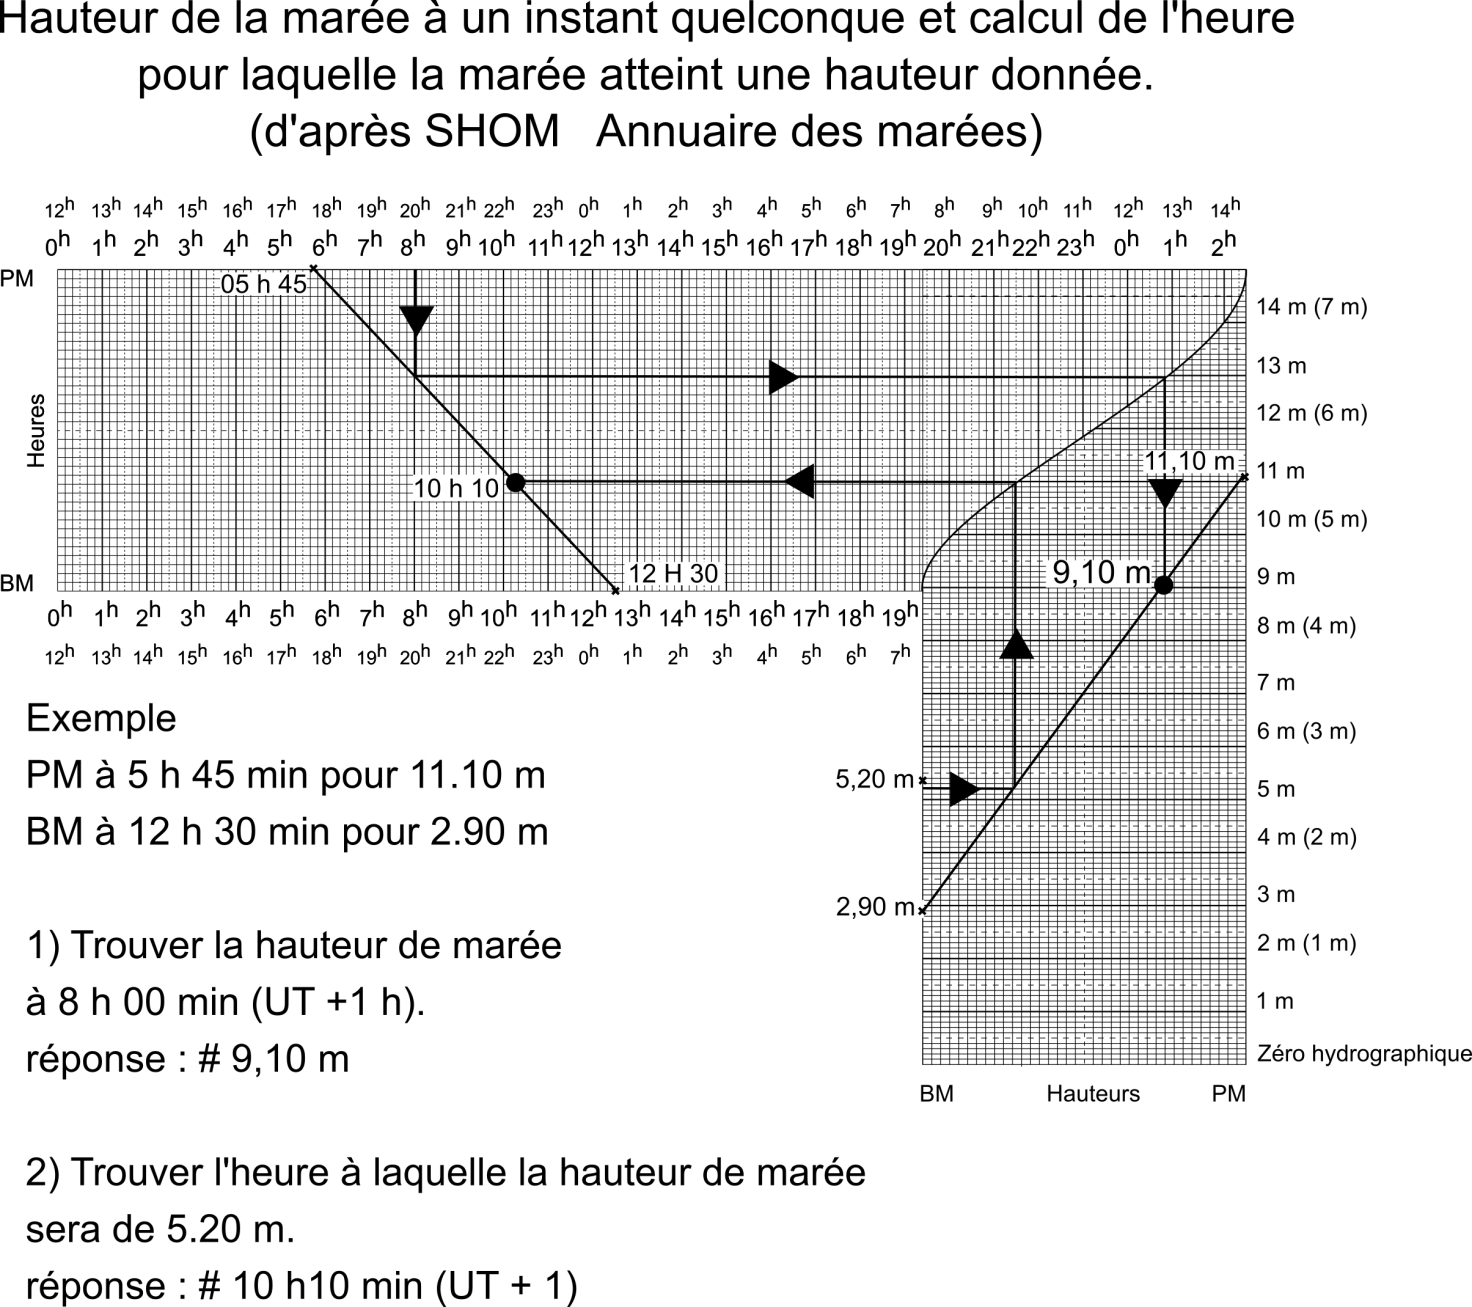 Hauteur de la marée à un instant quelconque et calcul de l'heure
pour laquelle la marée atteint une hauteur donnée.
(d'après SHOM   Annuaire des marées)
12h 13h 14h 15h 16h 17h 18h 19h 20h 21h 22h 23h 0h 1h 2h 3h 4h 5h 6h 7h 8h 9h 10h 11h 12h 13h 14h
0h 1h 2h 3h 4h 5h 6h 7h 8h 9h 10h 11h 12h 13h 14h 15h 16h 17h 18h 19h 20h 21h 22h 23h 0h 1h 2h
PM
05 h 45
14 m (7 m)
13 m
12 m (6 m)
Heures
11,10 m
11 m
10 h 10
10 m (5 m)
9,10 m
12 H 30
9 m
BM
0h 1h 2h 3h 4h 5h 6h 7h 8h 9h 10h 11h 12h 13h 14h 15h 16h 17h 18h 19h
8 m (4 m)
12h 13h 14h 15h 16h 17h 18h 19h 20h 21h 22h 23h 0h 1h 2h 3h 4h 5h 6h 7h
7 m
6 m (3 m)
5,20 m
5 m
4 m (2 m)
3 m
2,90 m
2 m (1 m)
1 m
Zéro hydrographique
BM Hauteurs PM
Exemple
PM à 5 h 45 min pour 11.10 m
BM à 12 h 30 min pour 2.90 m
1) Trouver la hauteur de marée
à 8 h 00 min (UT +1 h).
réponse : # 9,10 m
2) Trouver l'heure à laquelle la hauteur de marée
sera de 5.20 m.
réponse : # 10 h10 min (UT + 1)